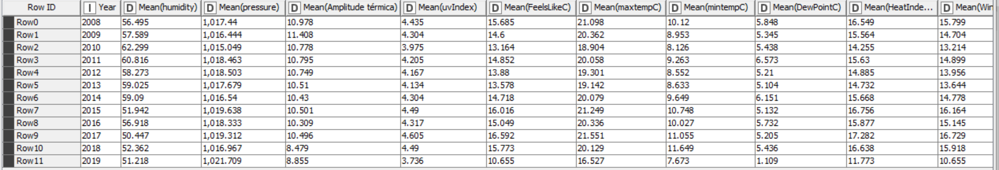 Row ID I Year D Mean(humidity) D Mean(pressure) D Mean(Amplitude térmica) D Mean(uvIndex) D Mean(FeelsLikeC) D Mean(maxtempC) D Mean(mintempC) D Mean(DewPointC) D Mean(HeatInde... D Mean(Win
Row0 2008 56.495 1,017.44 10.978 4.435 15.685 21.098 10.12 5.848 16.549 15.799
Row1 2009 57.589 1,016.444 11.408 4.304 14.6 20.362 8.953 5.345 15.564 14.704
Row2 2010 62.299 1,015.049 10.778 3.975 13.164 18.904 8.126 5.438 14.255 13.214
Row3 2011 60.816 1,018.463 10.795 4.205 14.852 20.058 9.263 6.573 15.63 14.899
Row4 2012 58.273 1,018.503 10.749 4.167 13.88 19.301 8.552 5.21 14.885 13.956
Row5 2013 59.025 1,017.679 10.51 4.134 13.578 19.142 8.633 5.104 14.732 13.644
Row6 2014 59.09 1,016.54 10.43 4.304 14.718 20.079 9.649 6.151 15.668 14.778
Row7 2015 51.942 1,019.638 10.501 4.49 16.016 21.249 10.748 5.132 16.756 16.164
Row8 2016 56.918 1,018.333 10.309 4.317 15.049 20.336 10.027 5.732 15.877 15.145
Row9 2017 50.447 1,019.312 10.496 4.605 16.592 21.551 11.055 5.205 17.282 16.729
Row10 2018 52.362 1,016.967 8.479 4.49 15.773 20.129 11.649 5.436 16.638 15.918
Row11 2019 51.218 1,021.709 8.855 3.736 10.655 16.527 7.673 1.109 11.773 10.655